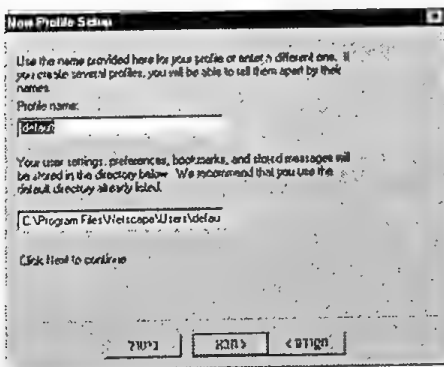 New Profile Setup
Use the name provided here for your profile or enter a different one. If
you create several profiles, you will be able to tell them apart by their
names.
Profile name:
default
Your user settings, preferences, bookmarks, and stored messages will
be stored in the directory below. We recommend that you use the
default directory already listed.
C:\Program Files\Netscape\Users\defau
Click Next to continue
ביטול
הבא >
< הקודם